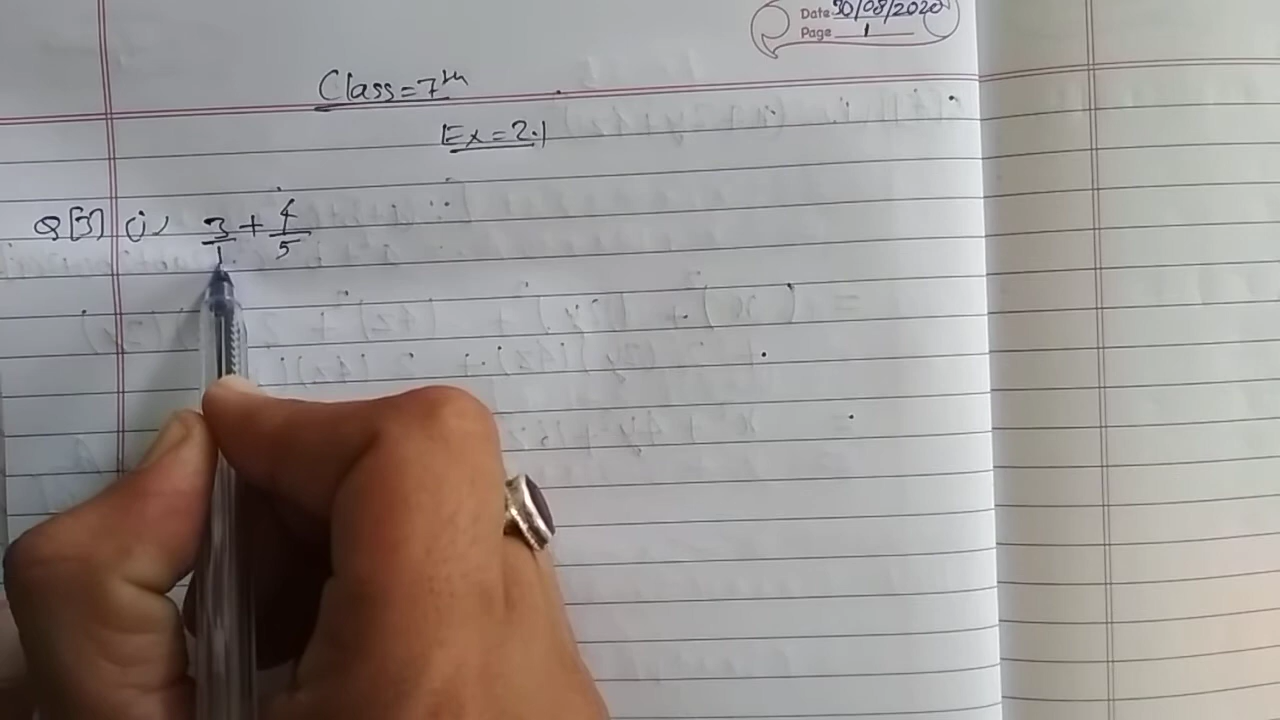 Date 30/08/2020
Page 1
Class=7th
Ex=2.1
Q[3] (i) 3/1 + 4/5